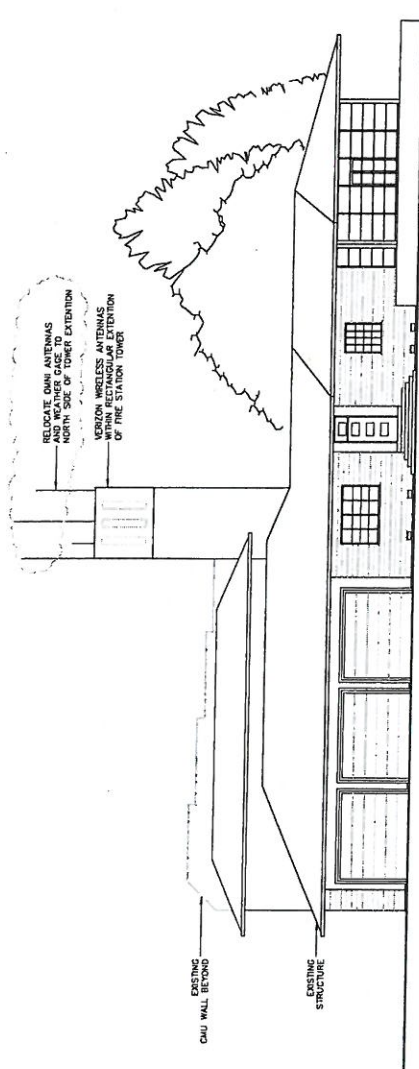 RELOCATE OMNI ANTENNAS
AND WEATHER GAGE TO
NORTH SIDE OF TOWER EXTENTION
VERIZON WIRELESS ANTENNAS
WITHIN RECTANGULAR EXTENTION
OF FIRE STATION TOWER
EXISTING
CMU WALL BEYOND
EXISTING
STRUCTURE